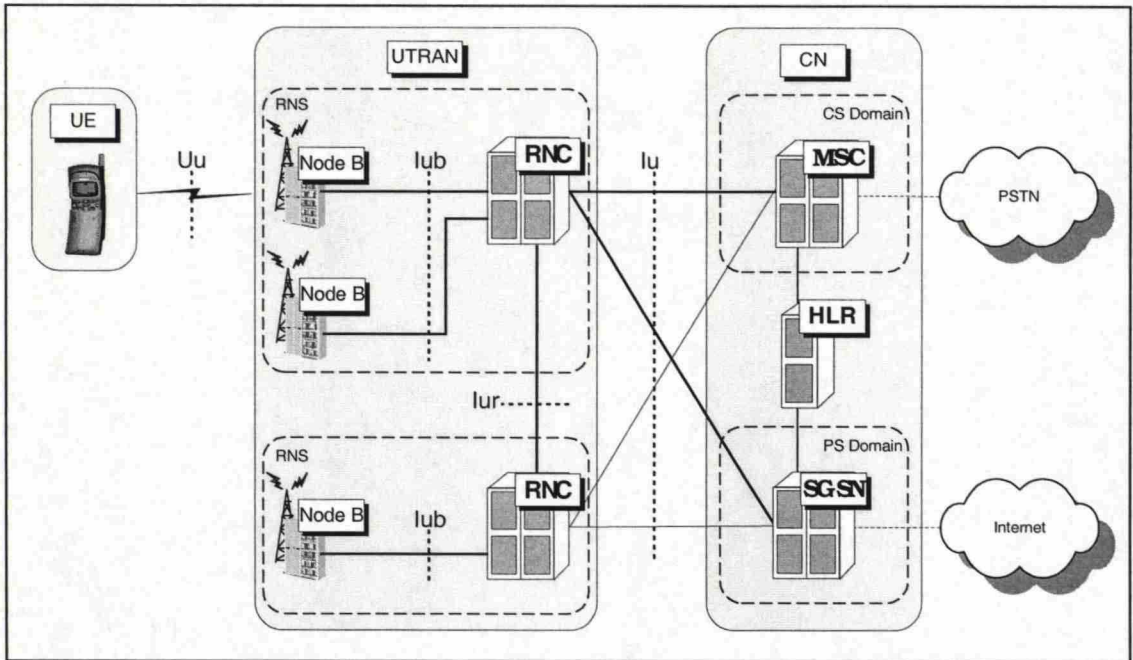 UTRAN
CN
UE
RNS
CS Domain
Uu
Node B
Iub
RNC
Iu
MSC
PSTN
Node B
HLR
Iur
RNS
PS Domain
Node B
Iub
RNC
SGSN
Internet